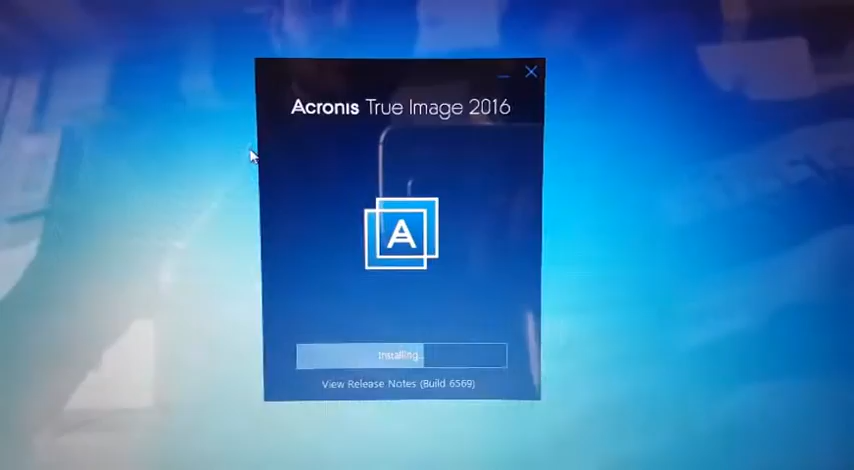 Acronis True Image 2016
A
Installing...
View Release Notes (Build 6569)